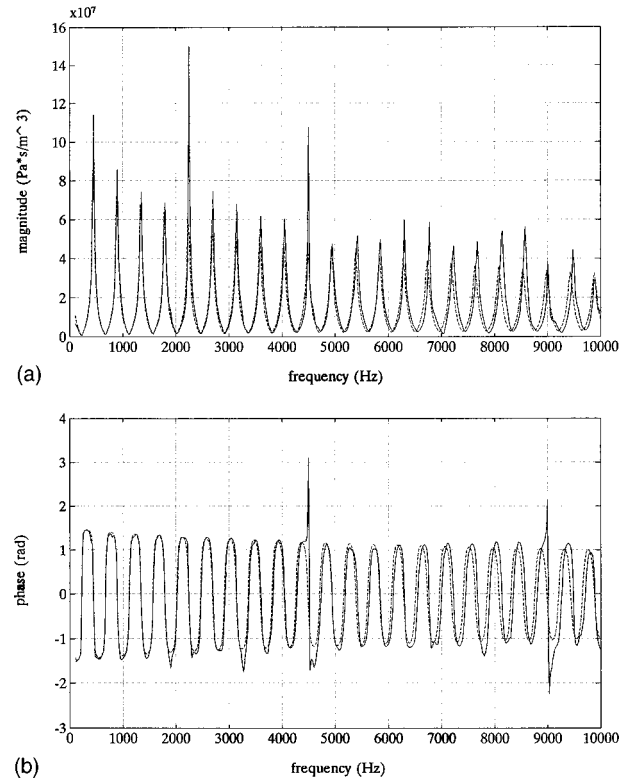 x10⁷
16
14
12
10
8
6
4
2
0
magnitude (Pa*s/m^ 3)
0 1000 2000 3000 4000 5000 6000 7000 8000 9000 10000
(a)
frequency (Hz)
4
3
2
1
0
-1
-2
-3
phase (rad)
0 1000 2000 3000 4000 5000 6000 7000 8000 9000 10000
(b)
frequency (Hz)